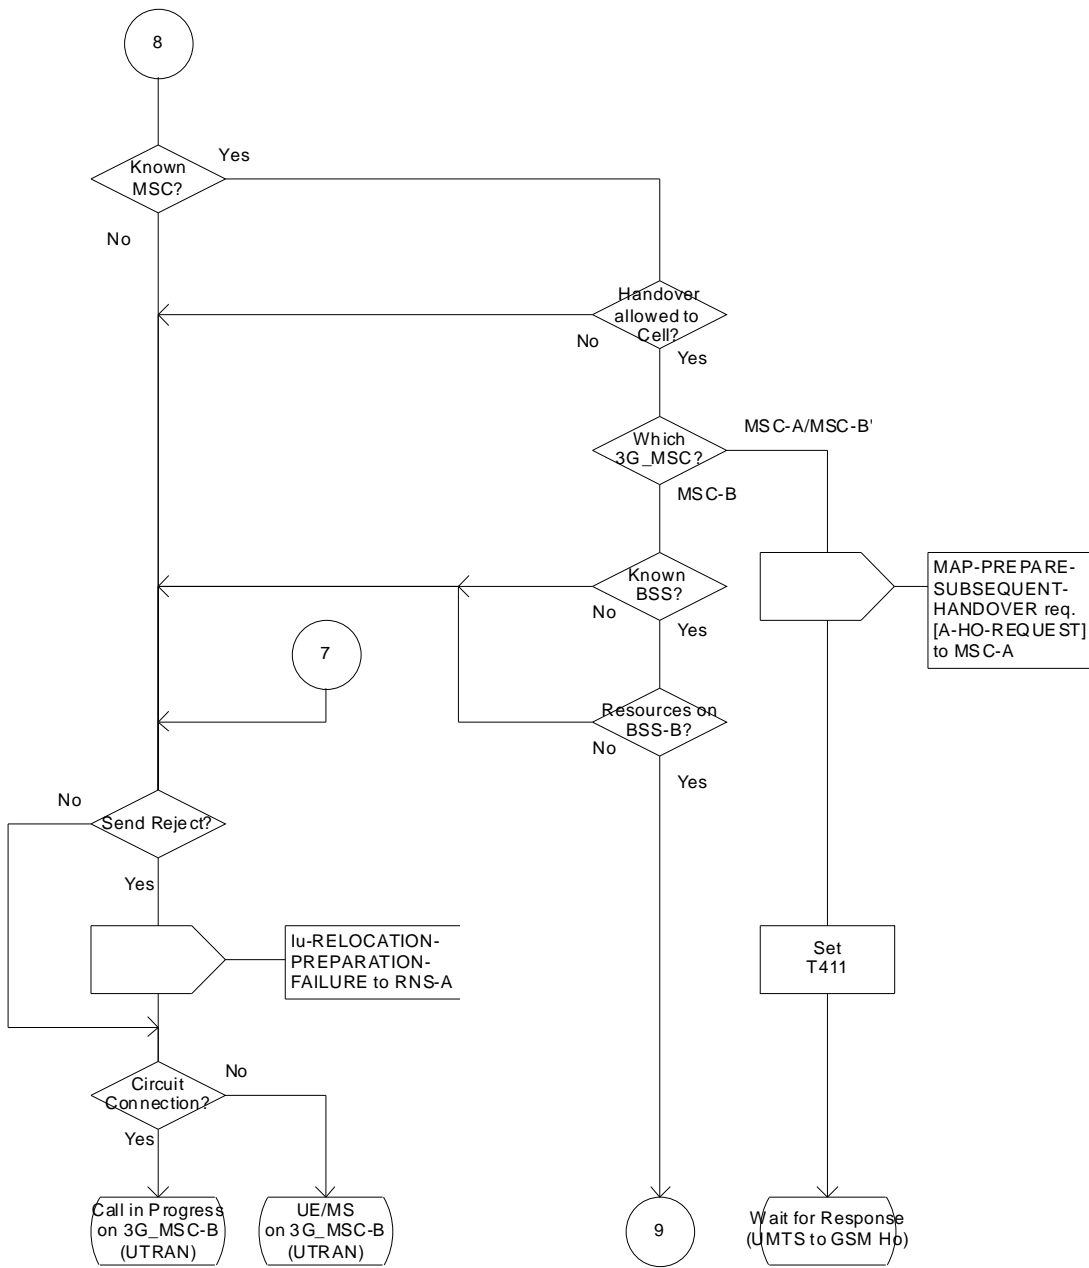 8
Known
MSC?
Yes
No
Handover
allowed to
Cell?
No
Yes
Which
3G_MSC?
MSC-A/MSC-B'
MSC-B
Known
BSS?
No
Yes
MAP-PREPARE-
SUBSEQUENT-
HANDOVER req.
[A-HO-REQUEST]
to MSC-A
7
Resources on
BSS-B?
No
Yes
No
Send Reject?
Yes
Iu-RELOCATION-
PREPARATION-
FAILURE to RNS-A
Set
T411
Circuit
Connection?
No
Yes
Call in Progress
on 3G_MSC-B
(UTRAN)
UE/MS
on 3G_MSC-B
(UTRAN)
9
Wait for Response
(UMTS to GSM Ho)